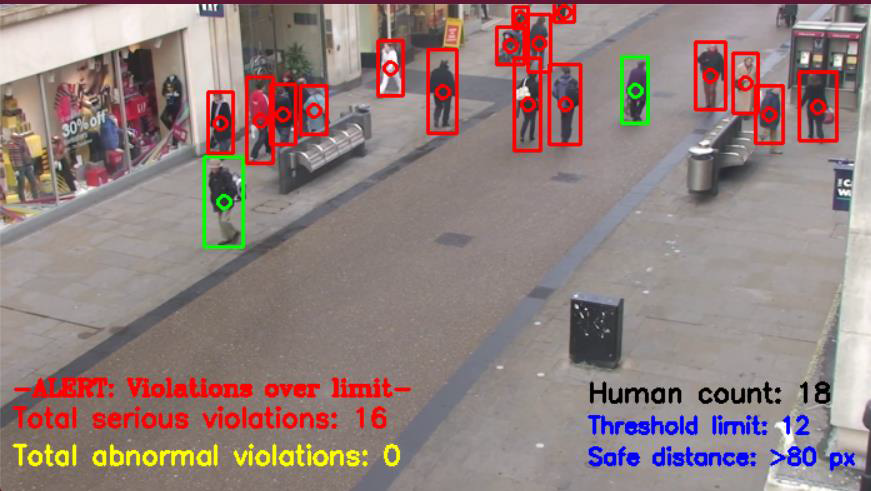 30% off
-ALERT: Violations over limit-
Total serious violations: 16
Total abnormal violations: 0
Human count: 18
Threshold limit: 12
Safe distance: >80 px